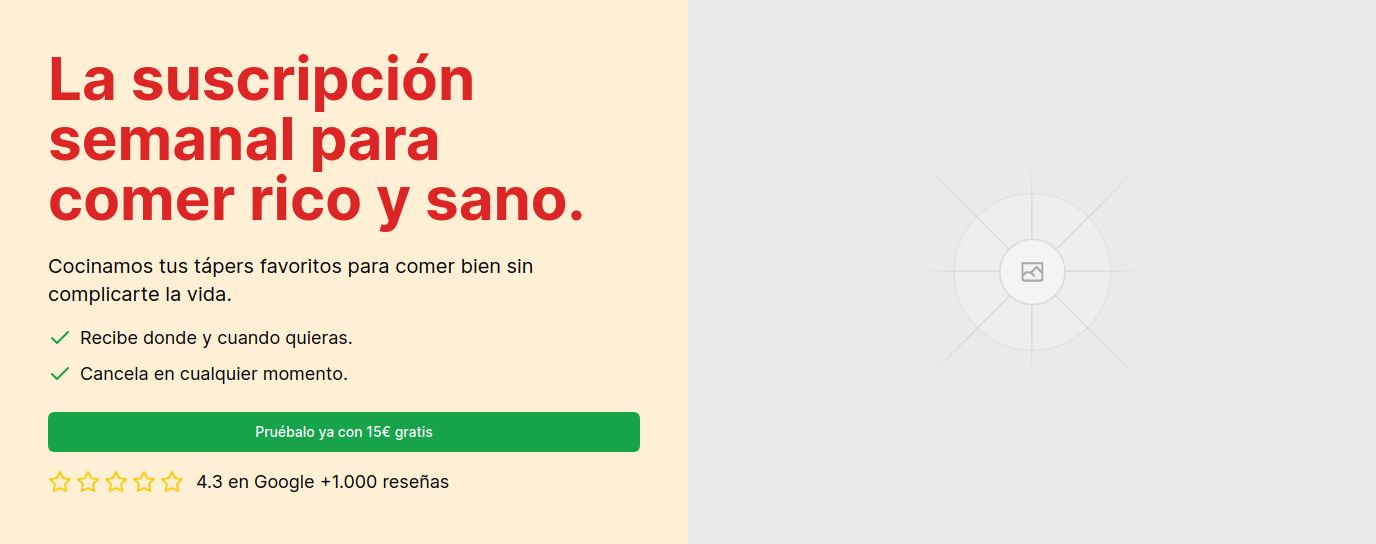 La suscripción
semanal para
comer rico y sano.
Cocinamos tus tápers favoritos para comer bien sin
complicarte la vida.
Recibe donde y cuando quieras.
Cancela en cualquier momento.
Pruébalo ya con 15€ gratis
4.3 en Google +1.000 reseñas